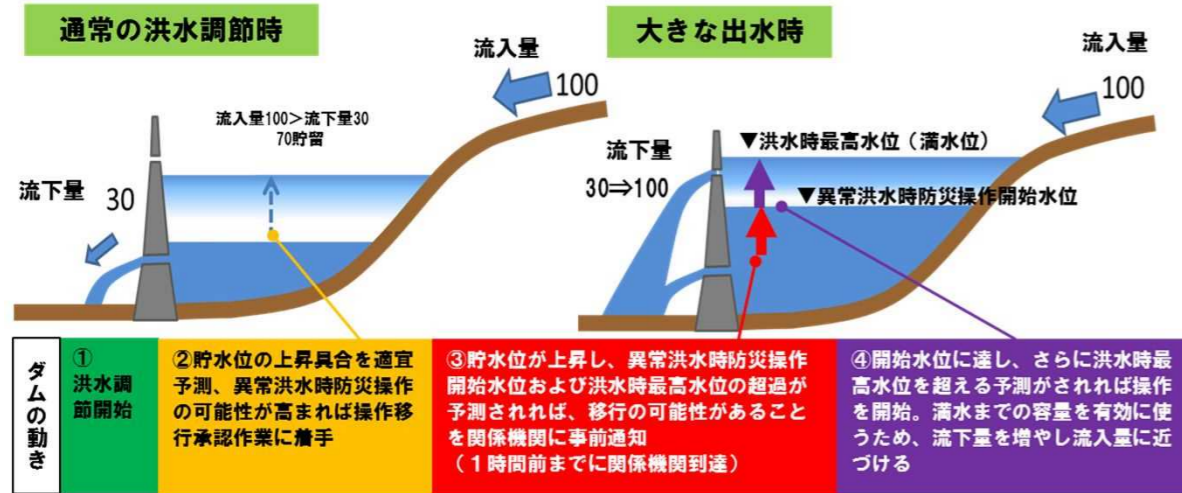 通常の洪水調節時
流入量
100
流入量100>流下量30
70貯留
流下量
30
大きな出水時
流入量
100
流下量
30⇒100
▼洪水時最高水位（満水位）
▼異常洪水時防災操作開始水位
ダムの動き
①
洪水調
節開始
②貯水位の上昇具合を適宜
予測、異常洪水時防災操作
の可能性が高まれば操作移
行承認作業に着手
③貯水位が上昇し、異常洪水時防災操作
開始水位および洪水時最高水位の超過が
予測されれば、移行の可能性があること
を関係機関に事前通知
（１時間前までに関係機関到達）
④開始水位に達し、さらに洪水時最
高水位を超える予測がされれば操作
を開始。満水までの容量を有効に使
うため、流下量を増やし流入量に近
づける